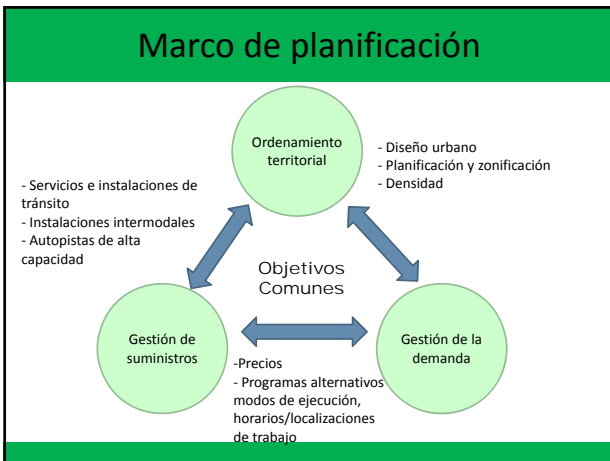 Marco de planificación
Ordenamiento
territorial
- Diseño urbano
- Planificación y zonificación
- Densidad
- Servicios e instalaciones de
tránsito
- Instalaciones intermodales
- Autopistas de alta
capacidad
Objetivos
Comunes
Gestión de
suministros
Gestión de la
demanda
-Precios
- Programas alternativos
modos de ejecución,
horarios/localizaciones
de trabajo